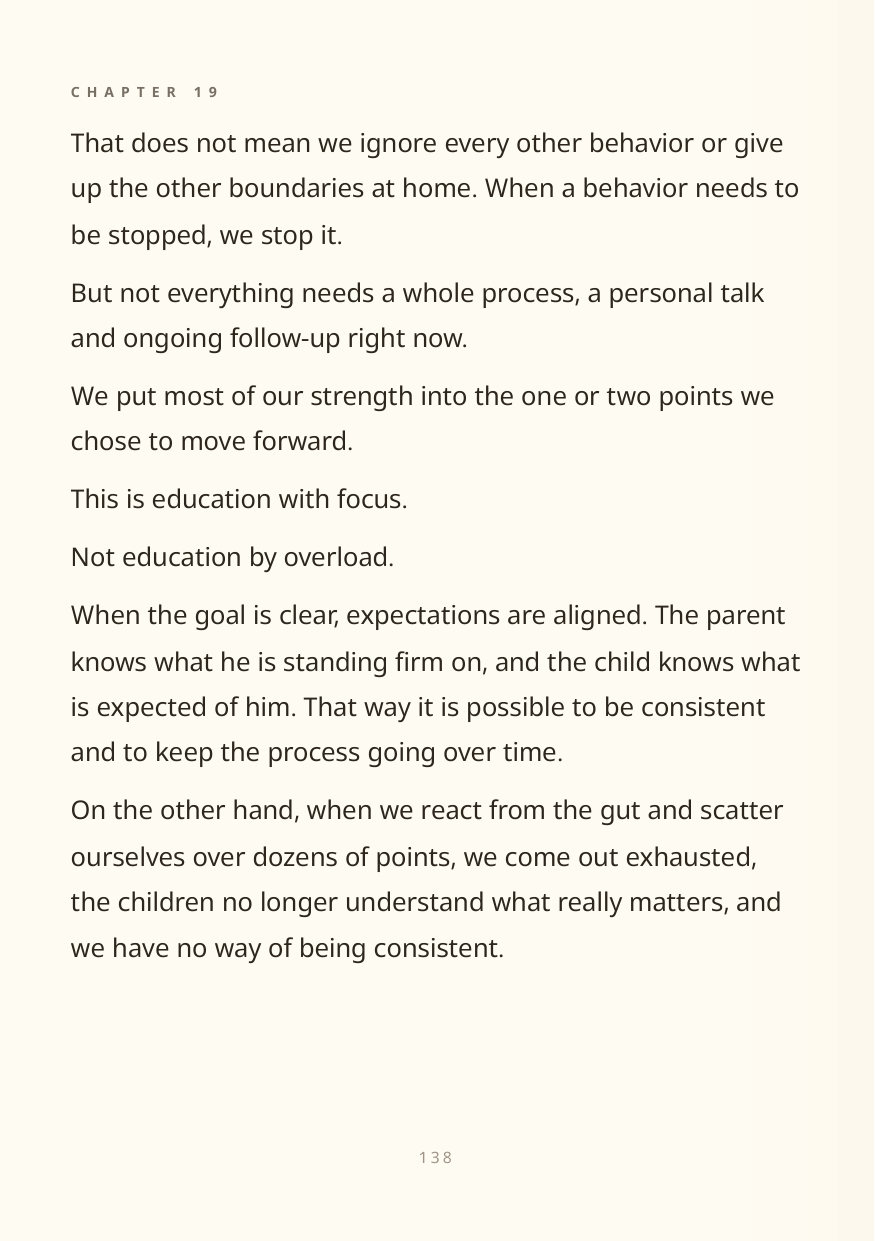 CHAPTER 19
That does not mean we ignore every other behavior or give
up the other boundaries at home. When a behavior needs to
be stopped, we stop it.
But not everything needs a whole process, a personal talk
and ongoing follow-up right now.
We put most of our strength into the one or two points we
chose to move forward.
This is education with focus.
Not education by overload.
When the goal is clear, expectations are aligned. The parent
knows what he is standing firm on, and the child knows what
is expected of him. That way it is possible to be consistent
and to keep the process going over time.
On the other hand, when we react from the gut and scatter
ourselves over dozens of points, we come out exhausted,
the children no longer understand what really matters, and
we have no way of being consistent.
138